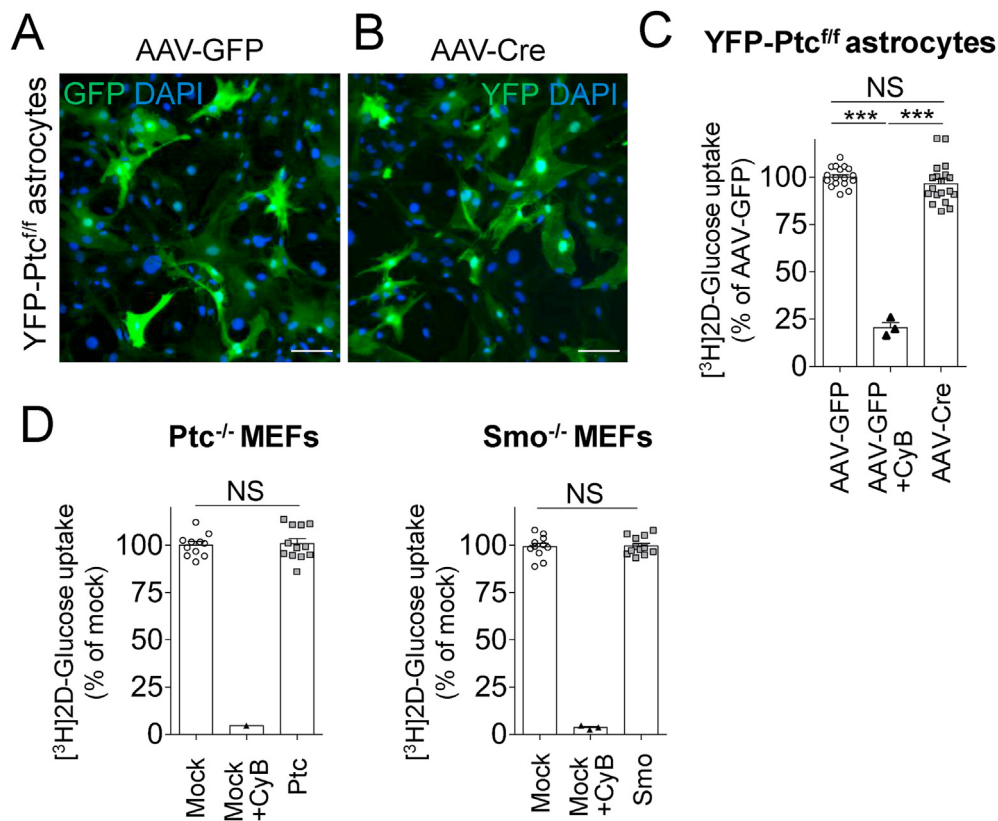 A
AAV-GFP
GFP DAPI
YFP-Ptcf/f astrocytes
B
AAV-Cre
YFP DAPI
C
YFP-Ptcf/f astrocytes
NS
*** ***
[3H]2D-Glucose uptake
(% of AAV-GFP)
100
75
50
25
0
AAV-GFP
AAV-GFP
+CyB
AAV-Cre
D
Ptc-/- MEFs
NS
[3H]2D-Glucose uptake
(% of mock)
100
75
50
25
0
Mock
Mock
+CyB
Ptc
Smo-/- MEFs
NS
[3H]2D-Glucose uptake
(% of mock)
100
75
50
25
0
Mock
Mock
+CyB
Smo